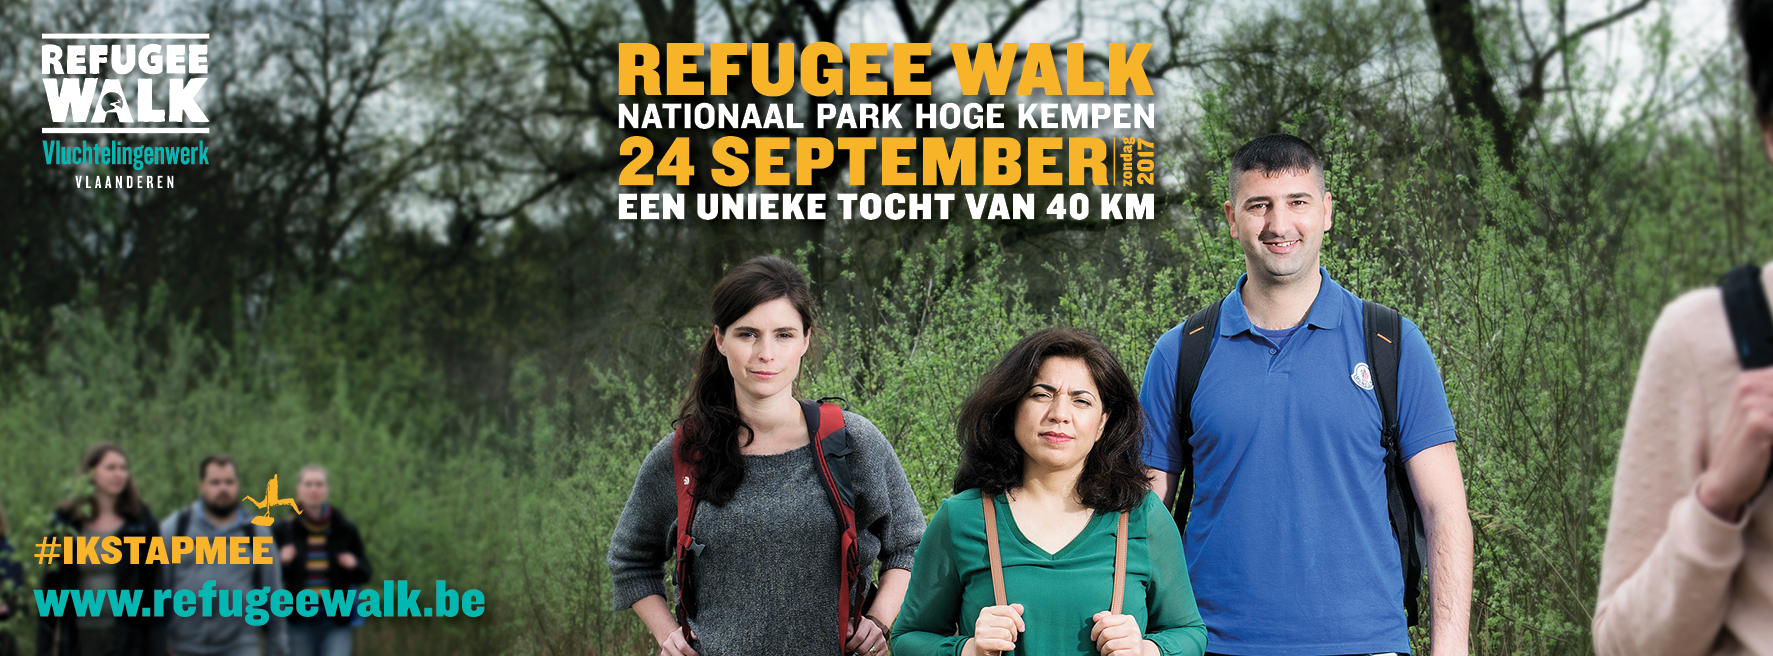 REFUGEE
WALK
Vluchtelingenwerk
VLAANDEREN
REFUGEE WALK
NATIONAAL PARK HOGE KEMPEN
24 SEPTEMBER
zondag
2017
EEN UNIEKE TOCHT VAN 40 KM
#IKSTAPMEE
www.refugeewalk.be